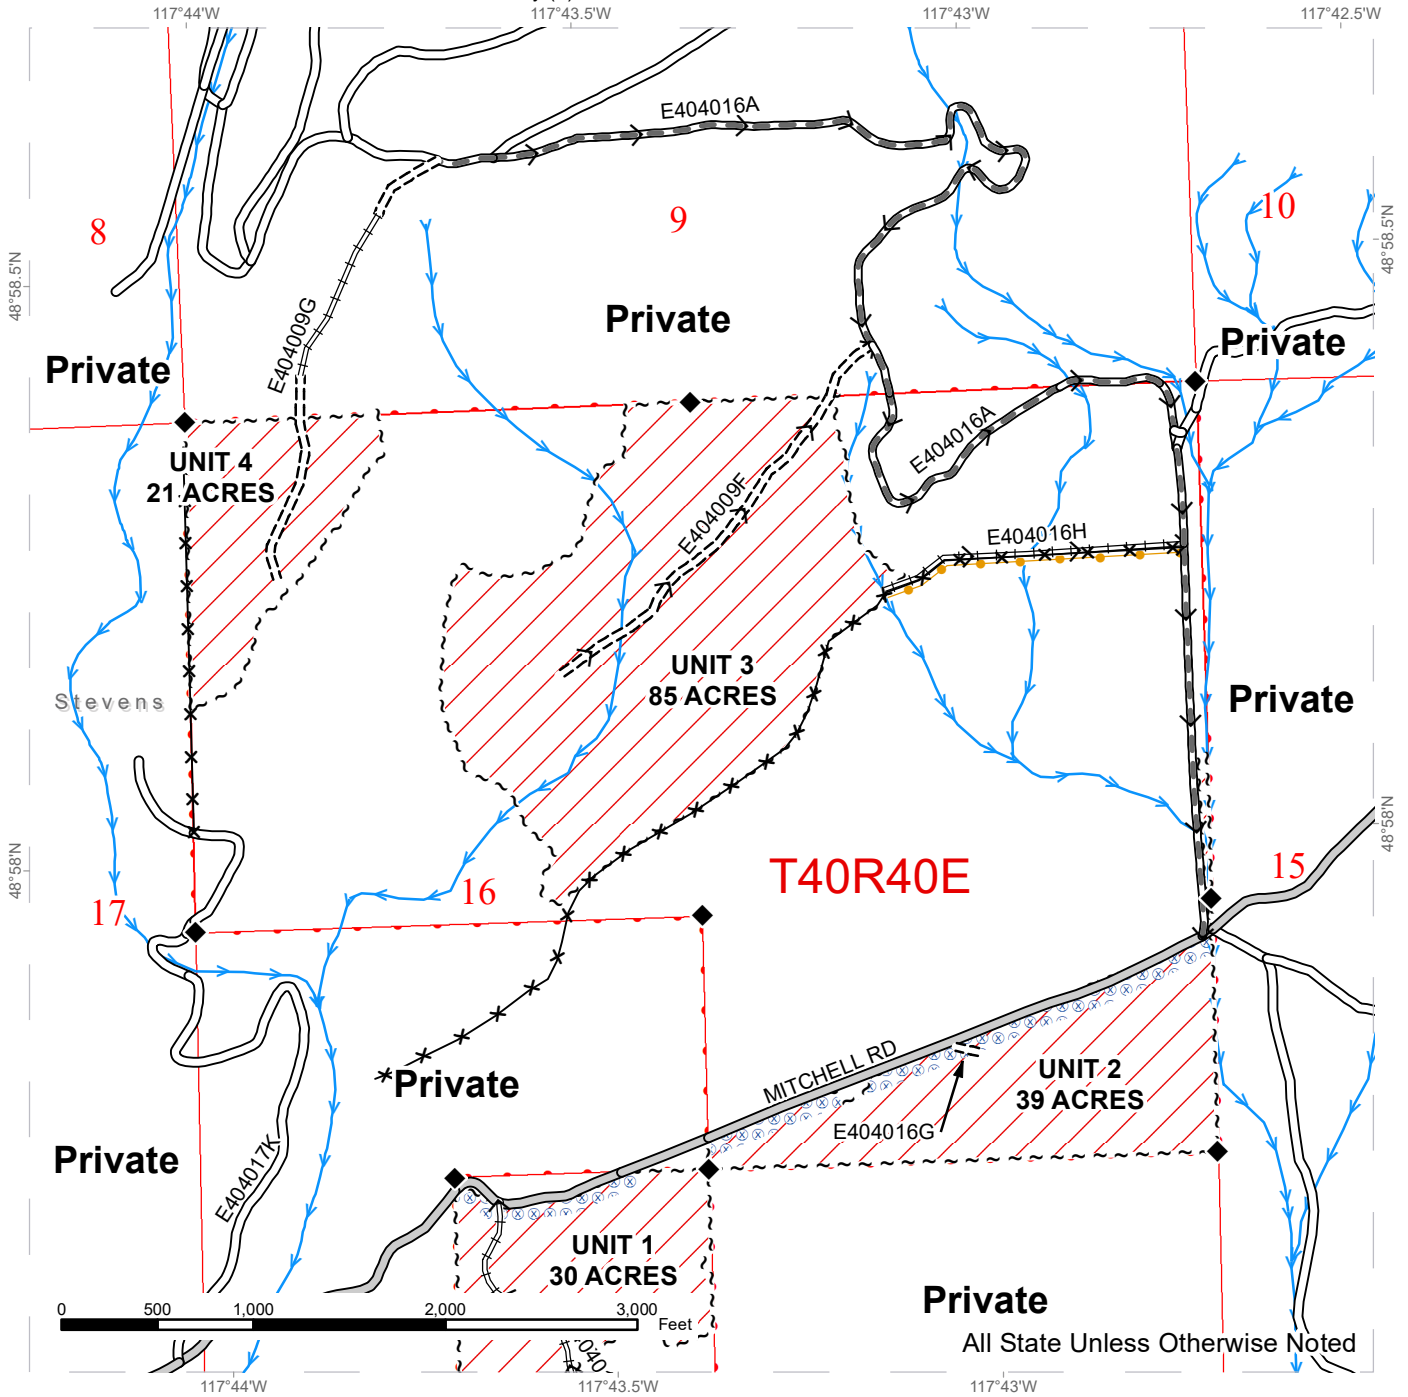 117°44'W
117°43.5'W
117°43'W
117°42.5'W
E404016A
8
9
10
48°58.5'N
48°58.5'N
E404009G
Private
Private
Private
E404016A
UNIT 4
21 ACRES
E404009F
E404016H
UNIT 3
85 ACRES
Stevens
Private
48°58'N
48°58'N
T40R40E
15
16
17
MITCHELL RD
Private
UNIT 2
39 ACRES
E404016G
Private
E404017K
UNIT 1
30 ACRES
Private
0 500 1,000 2,000 3,000
Feet
All State Unless Otherwise Noted
117°44'W
117°43.5'W
117°43'W